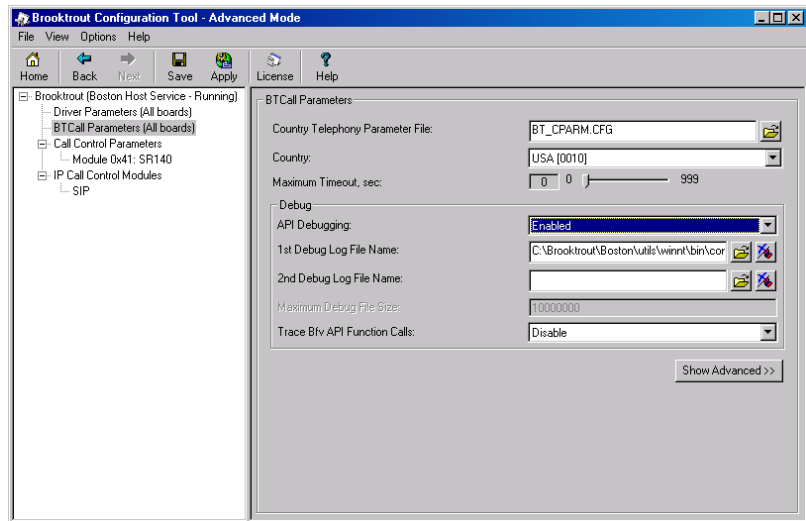 Brooktrout Configuration Tool - Advanced Mode
File View Options Help
Home Back Next Save Apply License Help
Brooktrout (Boston Host Service - Running)
Driver Parameters (All boards)
BTCall Parameters (All boards)
Call Control Parameters
Module 0x41: SR140
IP Call Control Modules
SIP
BTCall Parameters
Country Telephony Parameter File: BT_CPARM.CFG
Country: USA [0010]
Maximum Timeout, sec: 0 0 999
Debug
API Debugging: Enabled
1st Debug Log File Name: C:\Brooktrout\Boston\utils\winnt\bin\cor
2nd Debug Log File Name:
Maximum Debug File Size: 10000000
Trace Bfv API Function Calls: Disable
Show Advanced >>